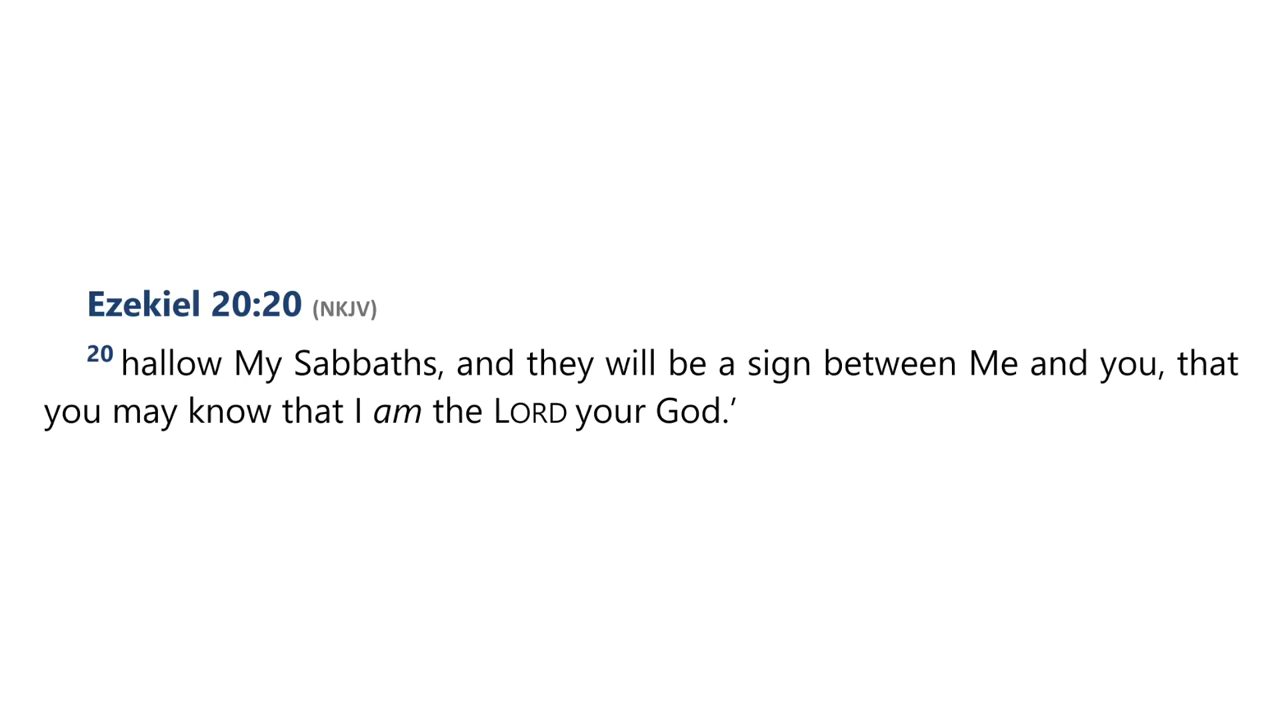 Ezekiel 20:20 (NKJV)
20 hallow My Sabbaths, and they will be a sign between Me and you, that
you may know that I am the LORD your God.’